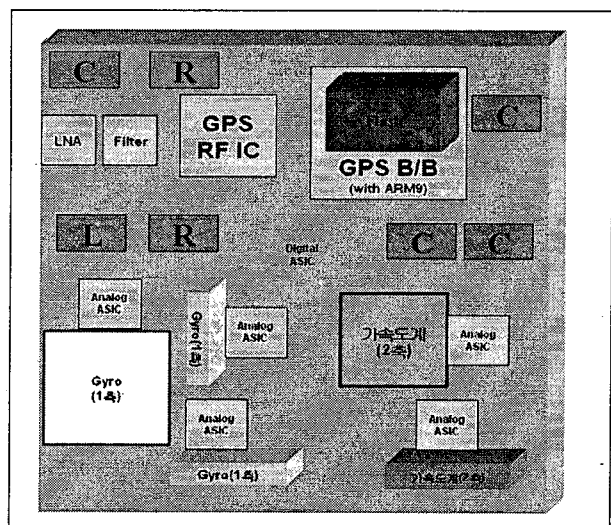 C
R
LNA
Filter
GPS
RF IC
GPS B/B
(with ARM9)
C
L
R
Digital
ASIC
C
C
Analog
ASIC
Gyro
(1축)
Gyro(1축)
Analog
ASIC
가속도계
(2축)
Analog
ASIC
Analog
ASIC
Gyro(1축)
Analog
ASIC
가속도계(2축)